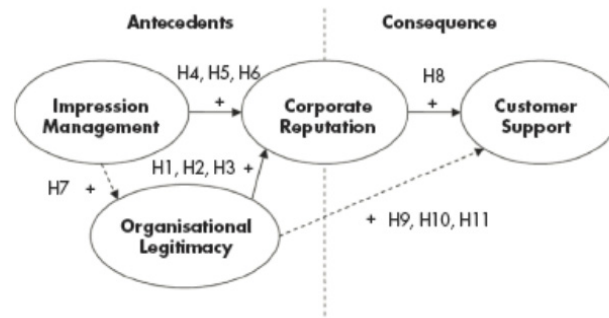 Antecedents
Consequence
H4, H5, H6
+
H8
+
Impression
Management
Corporate
Reputation
Customer
Support
H7 +
H1, H2, H3 +
Organisational
Legitimacy
+ H9, H10, H11